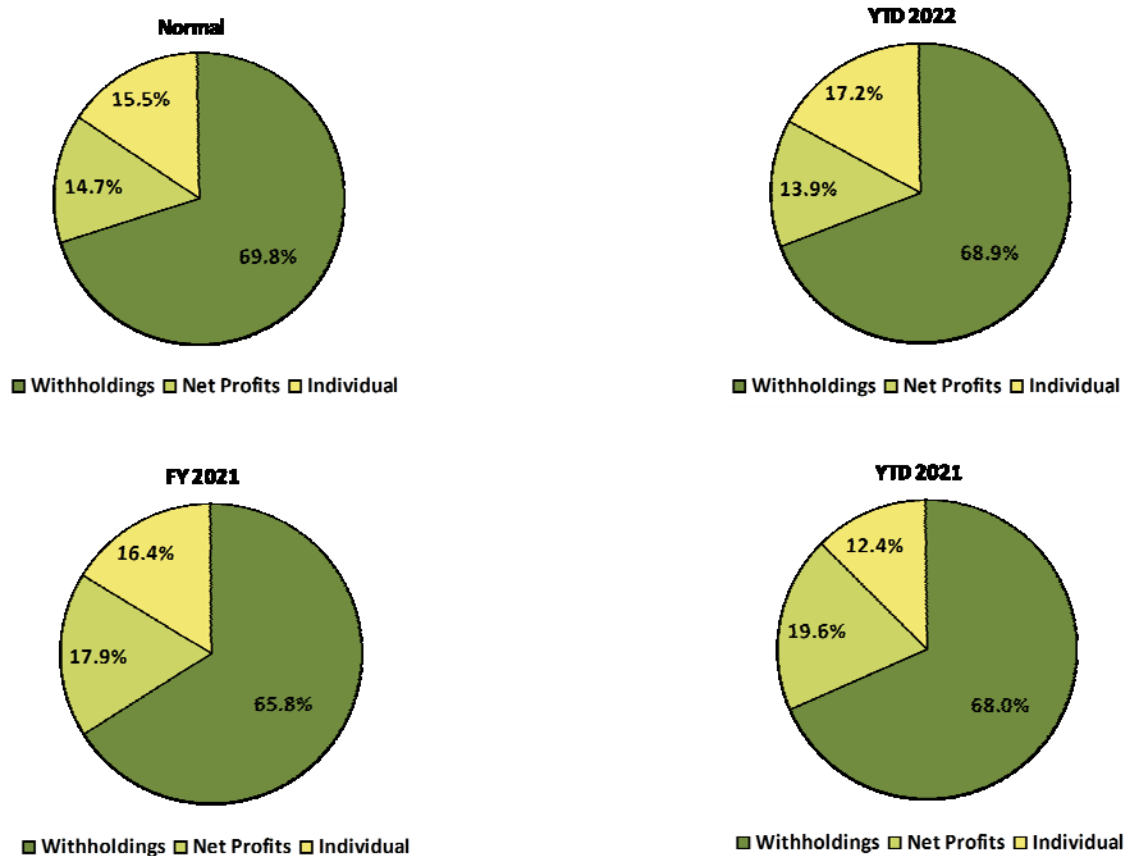 Normal
15.5%
14.7%
69.8%
Withholdings Net Profits Individual
YTD 2022
17.2%
13.9%
68.9%
Withholdings Net Profits Individual
FY 2021
16.4%
17.9%
65.8%
Withholdings Net Profits Individual
YTD 2021
12.4%
19.6%
68.0%
Withholdings Net Profits Individual